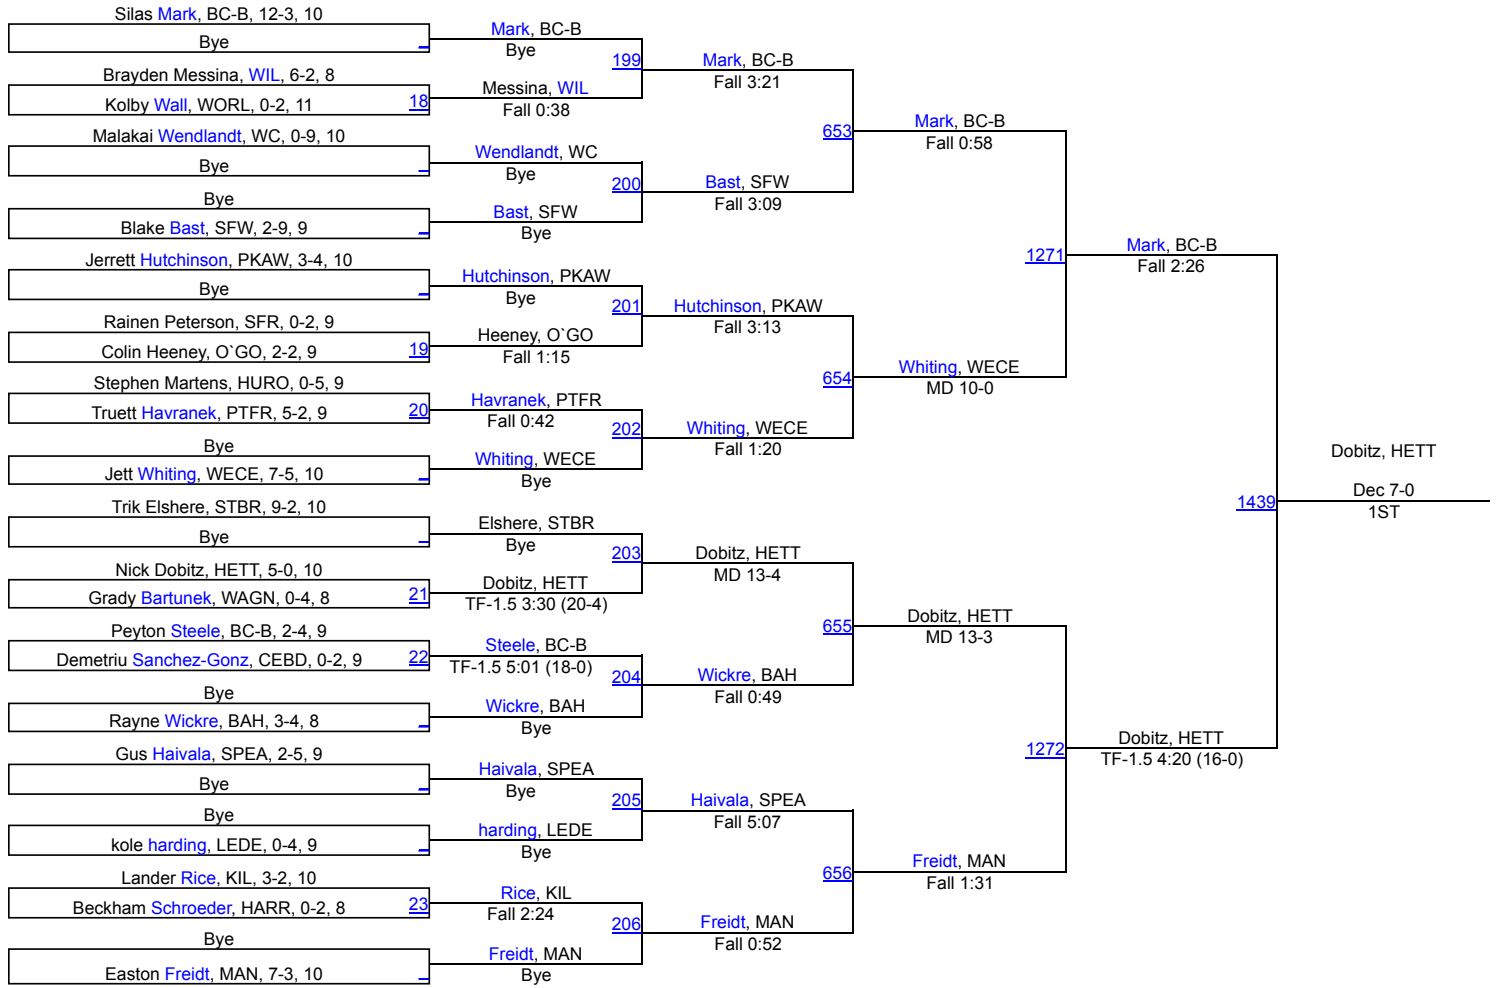 Silas Mark, BC-B, 12-3, 10
Bye
Brayden Messina, WIL, 6-2, 8
Kolby Wall, WORL, 0-2, 11
18
Malakai Wendlandt, WC, 0-9, 10
Bye
Bye
Blake Bast, SFW, 2-9, 9
Jerrett Hutchinson, PKAW, 3-4, 10
Bye
Rainen Peterson, SFR, 0-2, 9
Colin Heeney, O`GO, 2-2, 9
19
Stephen Martens, HURO, 0-5, 9
Truett Havranek, PTFR, 5-2, 9
20
Bye
Jett Whiting, WECE, 7-5, 10
Trik Elshere, STBR, 9-2, 10
Bye
Nick Dobitz, HETT, 5-0, 10
Grady Bartunek, WAGN, 0-4, 8
21
Peyton Steele, BC-B, 2-4, 9
Demetriu Sanchez-Gonz, CEBD, 0-2, 9
22
Bye
Rayne Wickre, BAH, 3-4, 8
Gus Haivala, SPEA, 2-5, 9
Bye
Bye
kole harding, LEDE, 0-4, 9
Lander Rice, KIL, 3-2, 10
Beckham Schroeder, HARR, 0-2, 8
23
Bye
Easton Freidt, MAN, 7-3, 10
Mark, BC-B
Bye
199
Messina, WIL
Fall 0:38
Wendlandt, WC
Bye
200
Bast, SFW
Bye
Hutchinson, PKAW
Bye
201
Heeney, O`GO
Fall 1:15
Havranek, PTFR
Fall 0:42
202
Whiting, WECE
Bye
Elshere, STBR
Bye
203
Dobitz, HETT
TF-1.5 3:30 (20-4)
Steele, BC-B
TF-1.5 5:01 (18-0)
204
Wickre, BAH
Bye
Haivala, SPEA
Bye
205
harding, LEDE
Bye
Rice, KIL
Fall 2:24
206
Freidt, MAN
Bye
Mark, BC-B
Fall 3:21
653
Bast, SFW
Fall 3:09
Hutchinson, PKAW
Fall 3:13
654
Whiting, WECE
Fall 1:20
Dobitz, HETT
MD 13-4
655
Wickre, BAH
Fall 0:49
Haivala, SPEA
Fall 5:07
656
Freidt, MAN
Fall 0:52
Mark, BC-B
Fall 0:58
1271
Whiting, WECE
MD 10-0
Dobitz, HETT
MD 13-3
1272
Freidt, MAN
Fall 1:31
Mark, BC-B
Fall 2:26
1439
Dobitz, HETT
TF-1.5 4:20 (16-0)
Dobitz, HETT
Dec 7-0
1ST